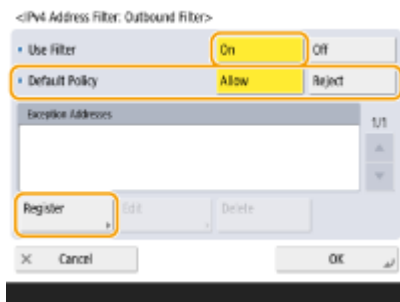 <IPv4 Address Filter: Outbound Filter>
Use Filter On Off
Default Policy Allow Reject
Exception Addresses
1/1
Register Edit Delete
× Cancel OK